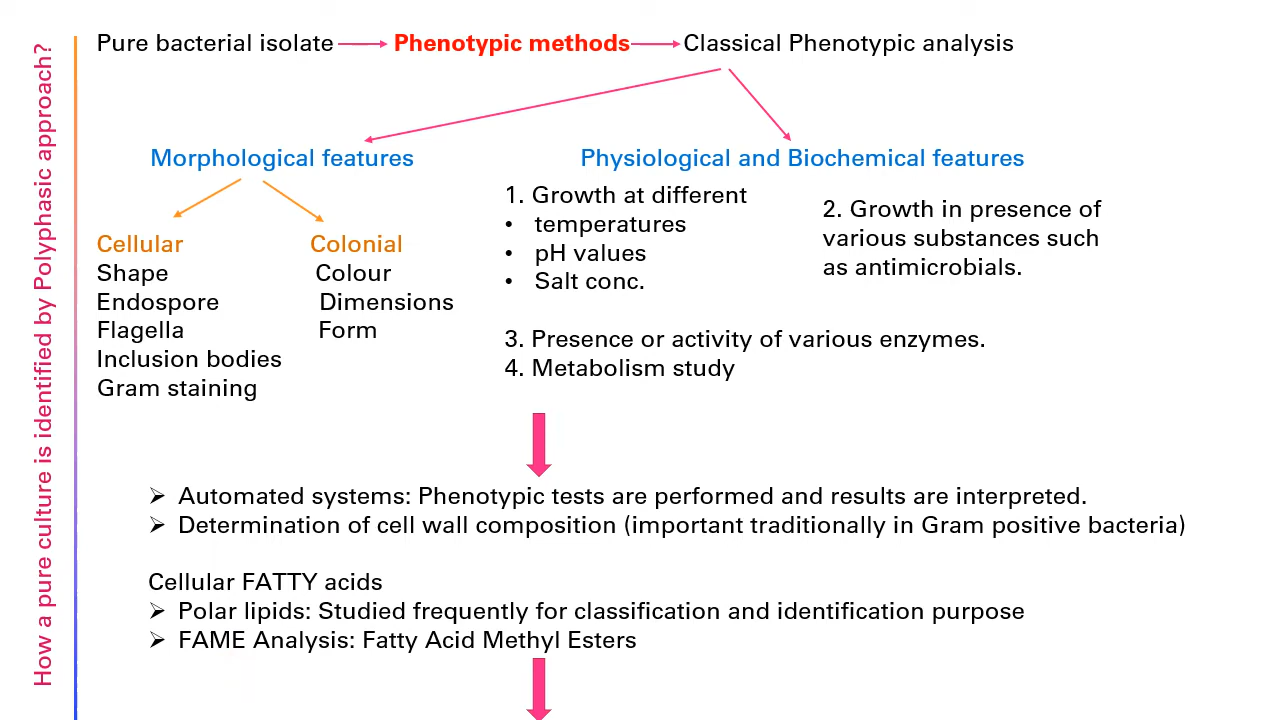 How a pure culture is identified by Polyphasic approach?
Pure bacterial isolate Phenotypic methods Classical Phenotypic analysis
Morphological features
Cellular
Shape
Endospore
Flagella
Inclusion bodies
Gram staining
Colonial
Colour
Dimensions
Form
Physiological and Biochemical features
1. Growth at different
• temperatures
• pH values
• Salt conc.
2. Growth in presence of
various substances such
as antimicrobials.
3. Presence or activity of various enzymes.
4. Metabolism study
➢ Automated systems: Phenotypic tests are performed and results are interpreted.
➢ Determination of cell wall composition (important traditionally in Gram positive bacteria)
Cellular FATTY acids
➢ Polar lipids: Studied frequently for classification and identification purpose
➢ FAME Analysis: Fatty Acid Methyl Esters